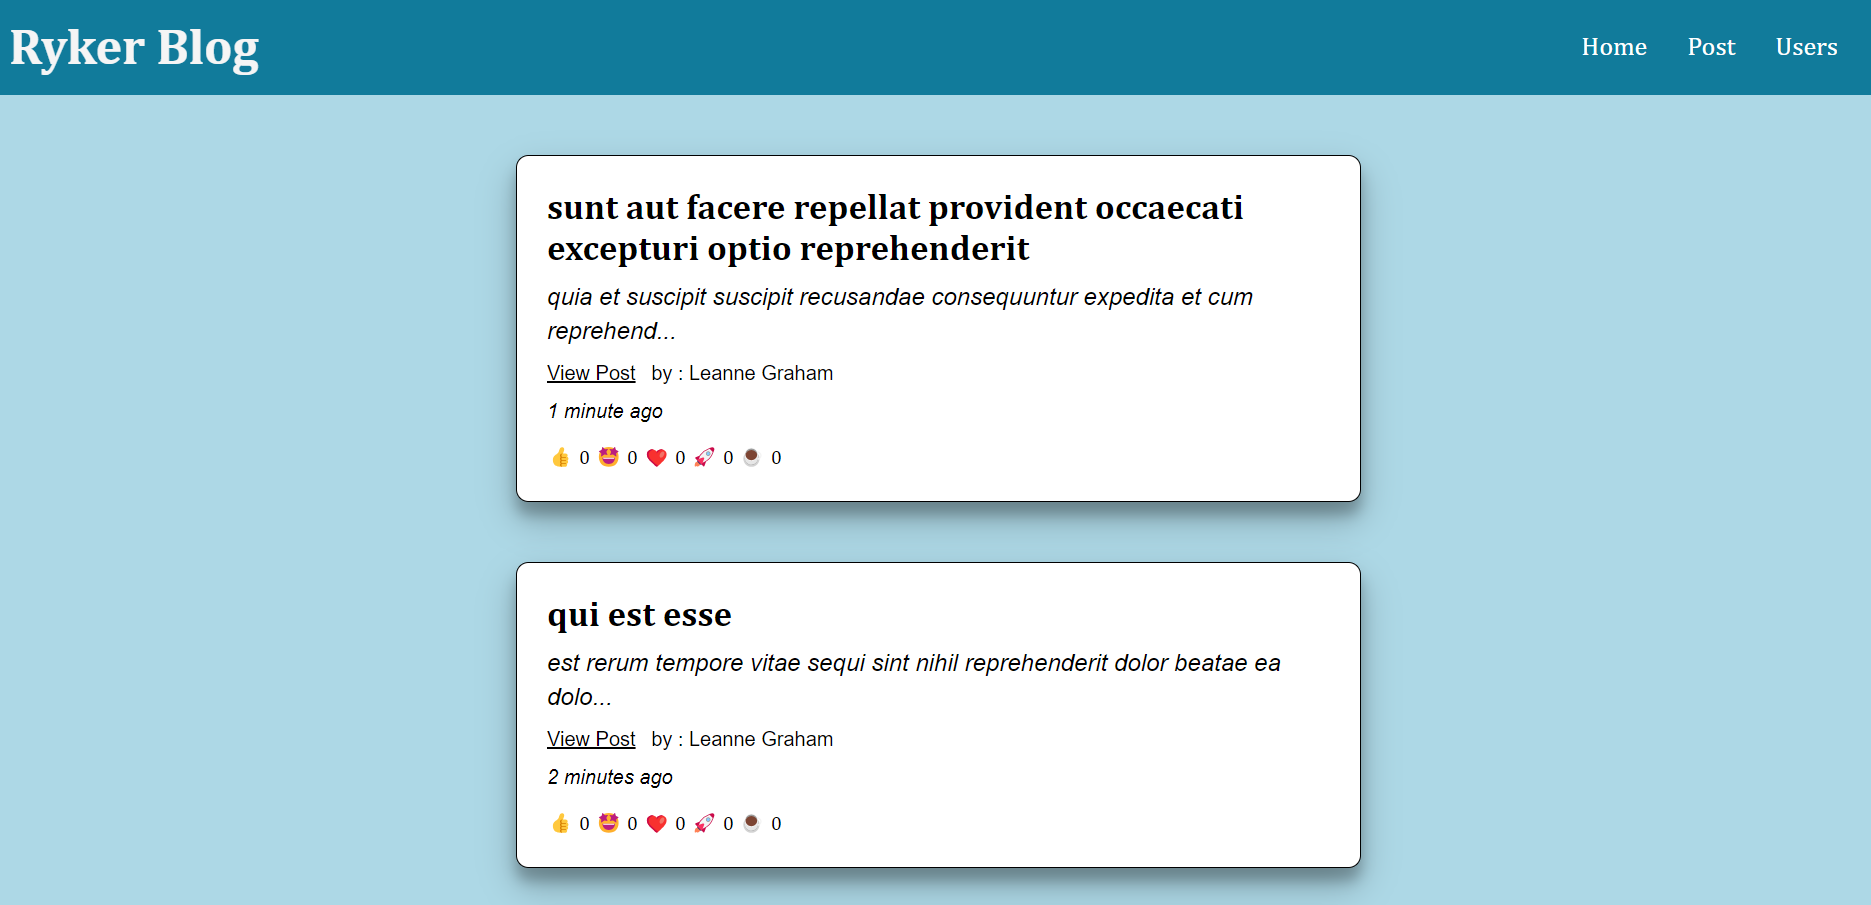 Ryker Blog
Home Post Users
sunt aut facere repellat provident occaecati
excepturi optio reprehenderit
quia et suscipit suscipit recusandae consequuntur expedita et cum
reprehend...
View Post by : Leanne Graham
1 minute ago
👍 0 🤩 0 ❤️ 0 🚀 0 ☕ 0
qui est esse
est rerum tempore vitae sequi sint nihil reprehenderit dolor beatae ea
dolo...
View Post by : Leanne Graham
2 minutes ago
👍 0 🤩 0 ❤️ 0 🚀 0 ☕ 0